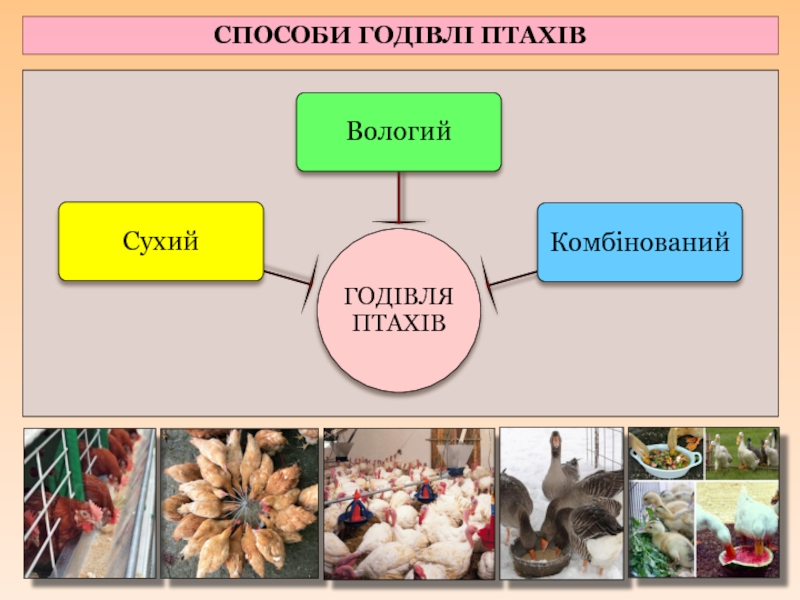 СПОСОБИ ГОДІВЛІ ПТАХІВ
Вологий
Сухий
Комбінований
ГОДІВЛЯ
ПТАХІВ